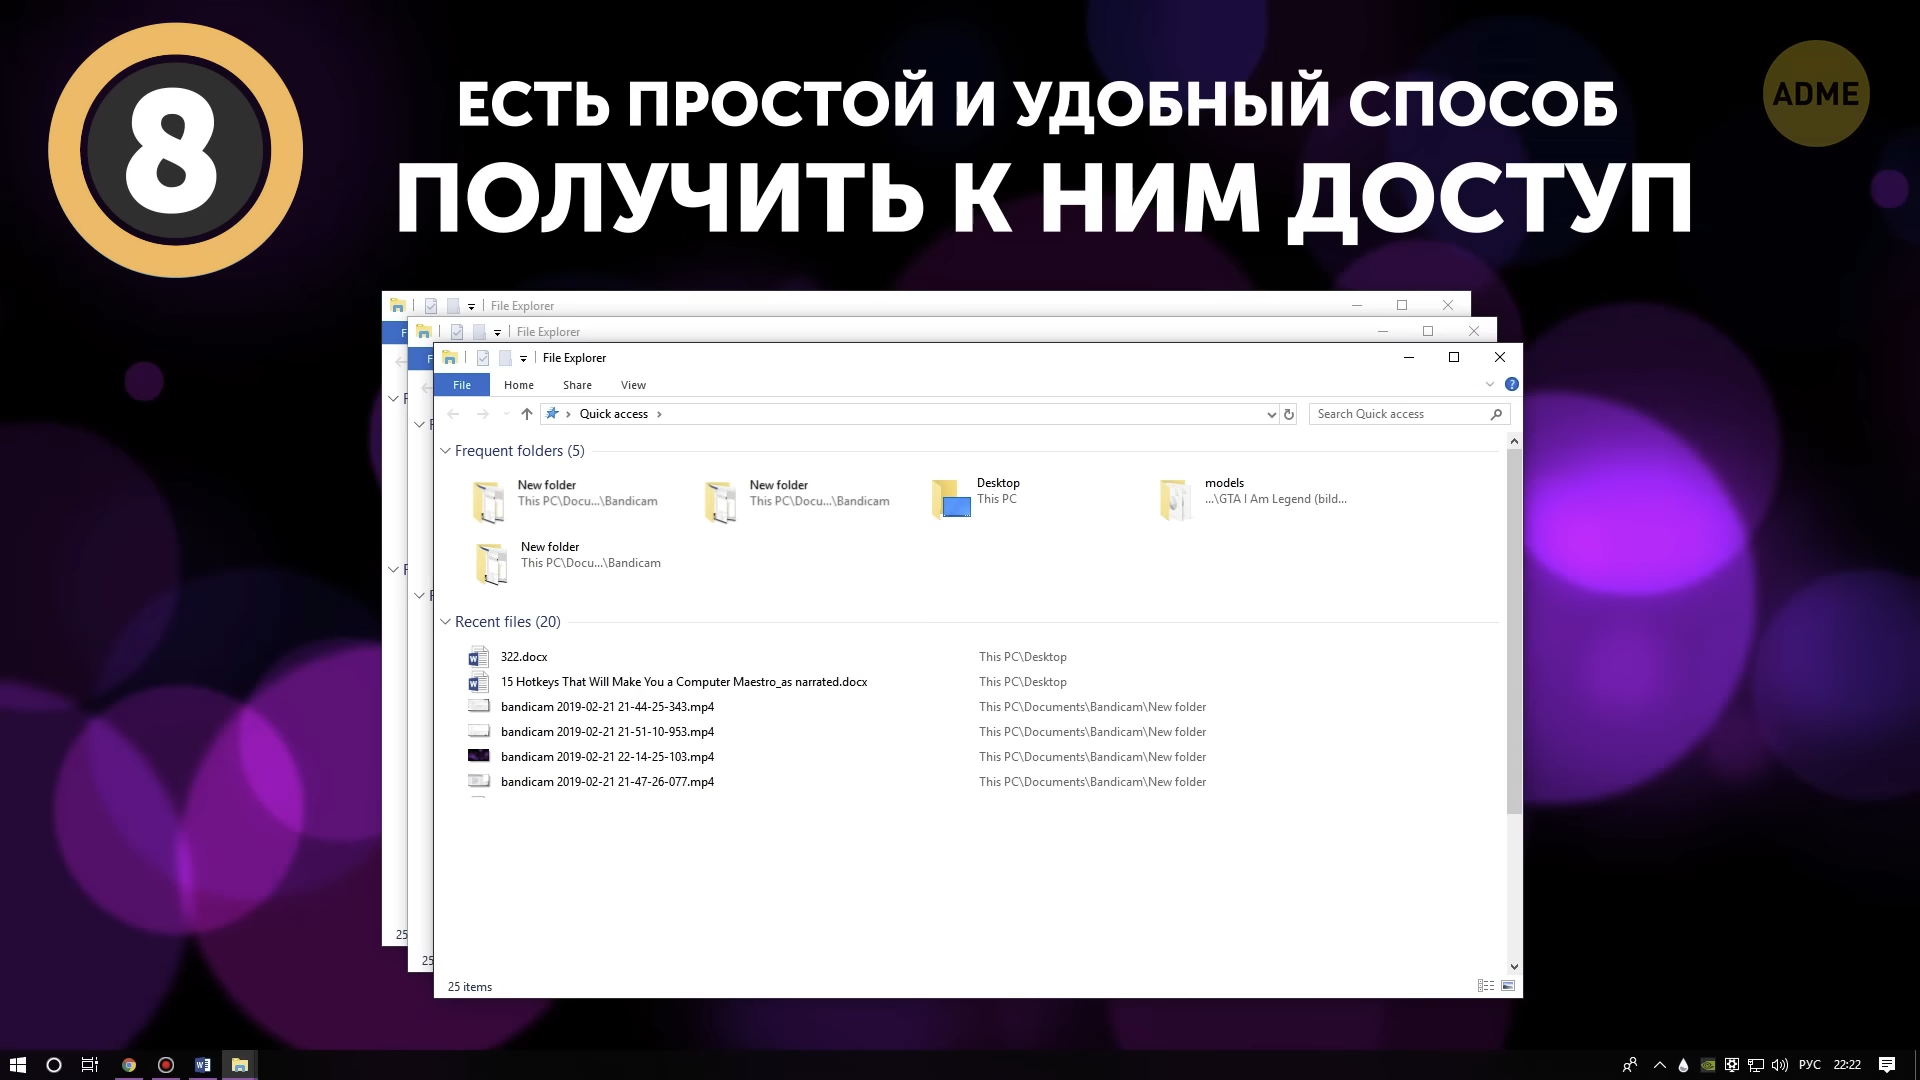 8
ЕСТЬ ПРОСТОЙ И УДОБНЫЙ СПОСОБ
ПОЛУЧИТЬ К НИМ ДОСТУП
ADME
File Explorer
File Explorer
File Explorer
File Home Share View
Quick access
Search Quick access
Frequent folders (5)
New folder
This PC\Docu...\Bandicam
New folder
This PC\Docu...\Bandicam
Desktop
This PC
models
...\GTA I Am Legend (bild...
New folder
This PC\Docu...\Bandicam
Recent files (20)
322.docx This PC\Desktop
15 Hotkeys That Will Make You a Computer Maestro_as narrated.docx This PC\Desktop
bandicam 2019-02-21 21-44-25-343.mp4 This PC\Documents\Bandicam\New folder
bandicam 2019-02-21 21-51-10-953.mp4 This PC\Documents\Bandicam\New folder
bandicam 2019-02-21 22-14-25-103.mp4 This PC\Documents\Bandicam\New folder
bandicam 2019-02-21 21-47-26-077.mp4 This PC\Documents\Bandicam\New folder
25
25
25 items
РУС 22:22